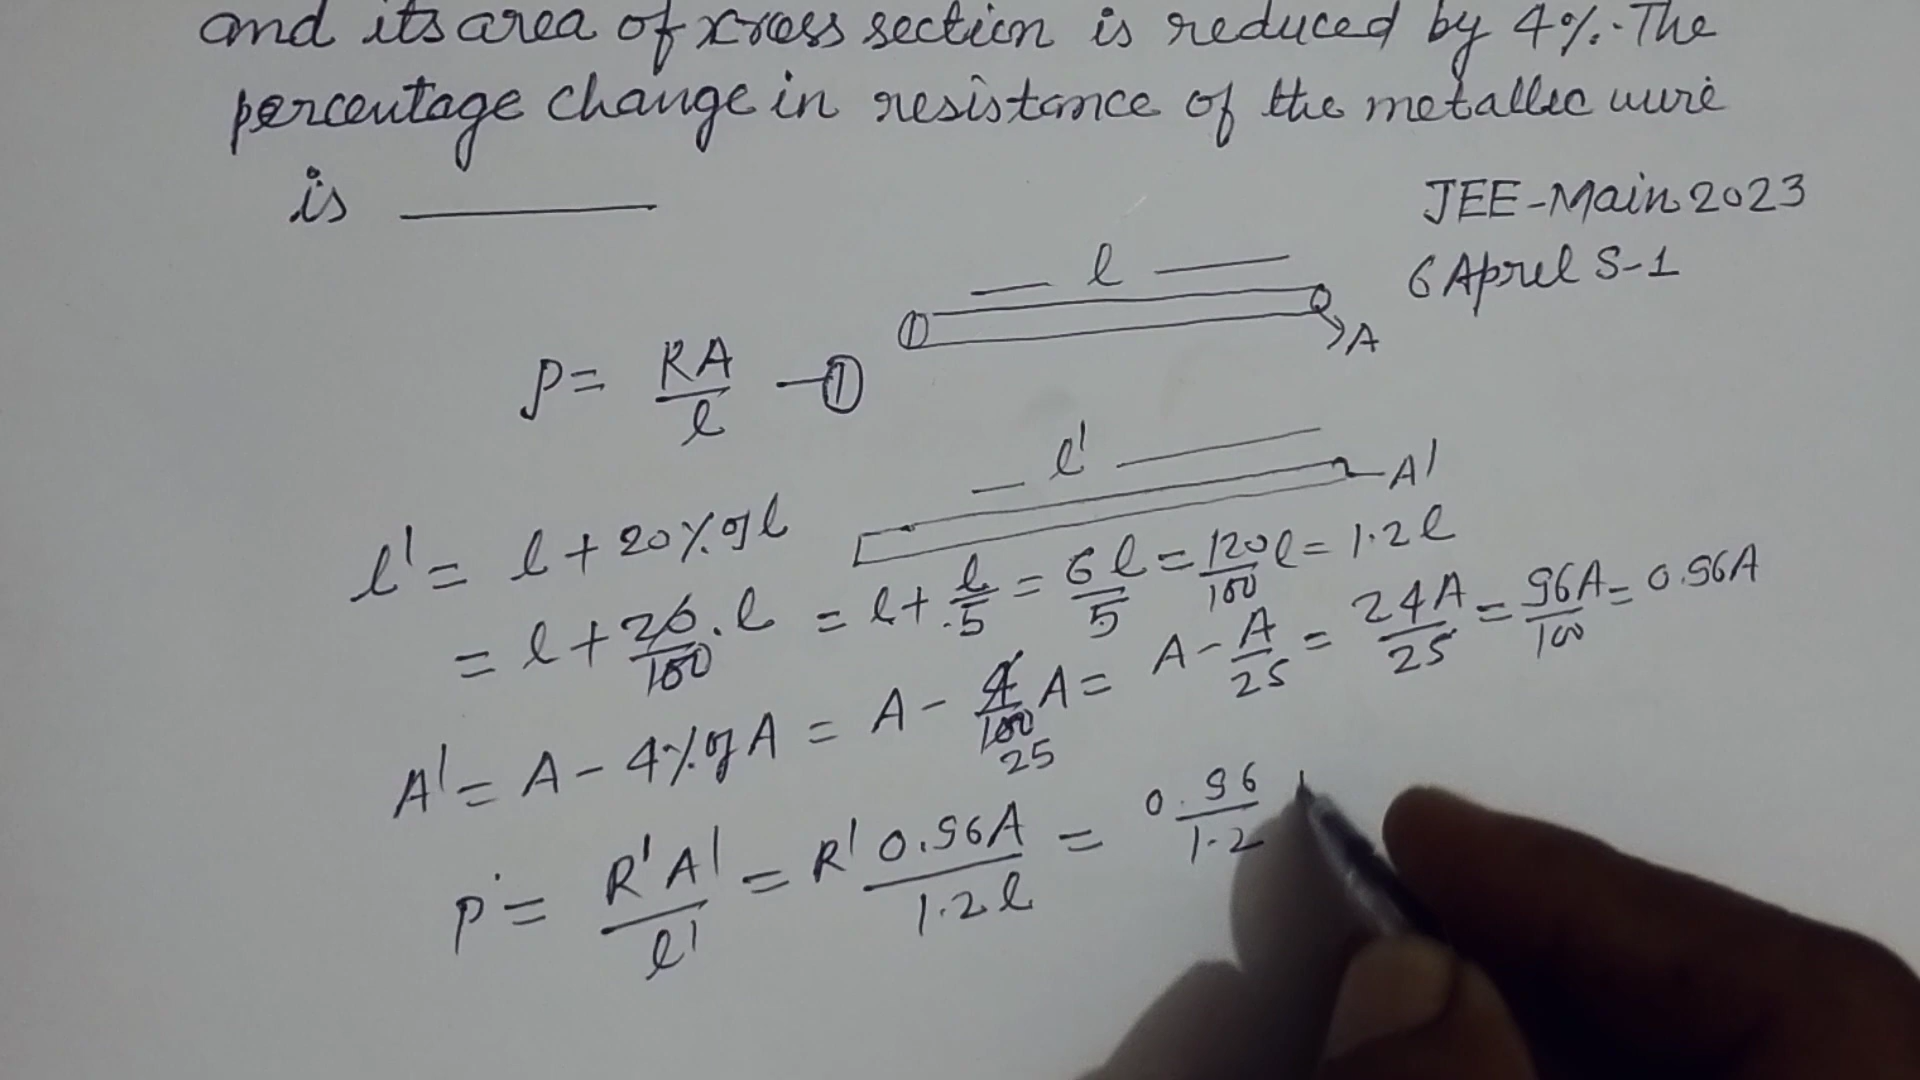 and its area of xross section is reduced by 4%. The
percentage change in resistance of the metallic wire
is ______
JEE-Main 2023
6 April S-1
l
A
ρ = RA/l —①
l'
A'
l' = l + 20% of l
= l + 20/100 . l = l + l/5 = 6l/5 = 120/100 l = 1.2l
A' = A - 4% of A = A - 4/100 A = A - A/25 = 24A/25 = 96A/100 = 0.96A
25
ρ = R'A'/l' = R' 0.96A/1.2l = 0.96/1.2